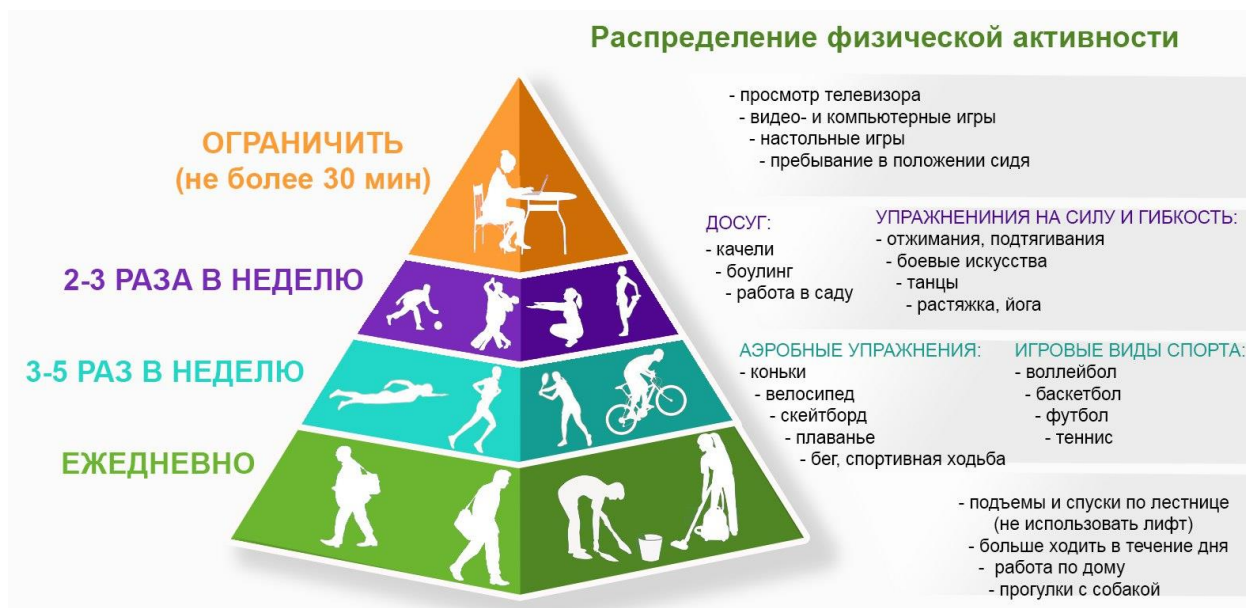 Распределение физической активности
ОГРАНИЧИТЬ
(не более 30 мин)
- просмотр телевизора
- видео- и компьютерные игры
- настольные игры
- пребывание в положении сидя
2-3 РАЗА В НЕДЕЛЮ
ДОСУГ:
- качели
- боулинг
- работа в саду
УПРАЖНЕНИНИЯ НА СИЛУ И ГИБКОСТЬ:
- отжимания, подтягивания
- боевые искусства
- танцы
- растяжка, йога
3-5 РАЗ В НЕДЕЛЮ
АЭРОБНЫЕ УПРАЖНЕНИЯ:
- коньки
- велосипед
- скейтборд
- плаванье
- бег, спортивная ходьба
ИГРОВЫЕ ВИДЫ СПОРТА:
- воллейбол
- баскетбол
- футбол
- теннис
ЕЖЕДНЕВНО
- подъемы и спуски по лестнице
(не использовать лифт)
- больше ходить в течение дня
- работа по дому
- прогулки с собакой